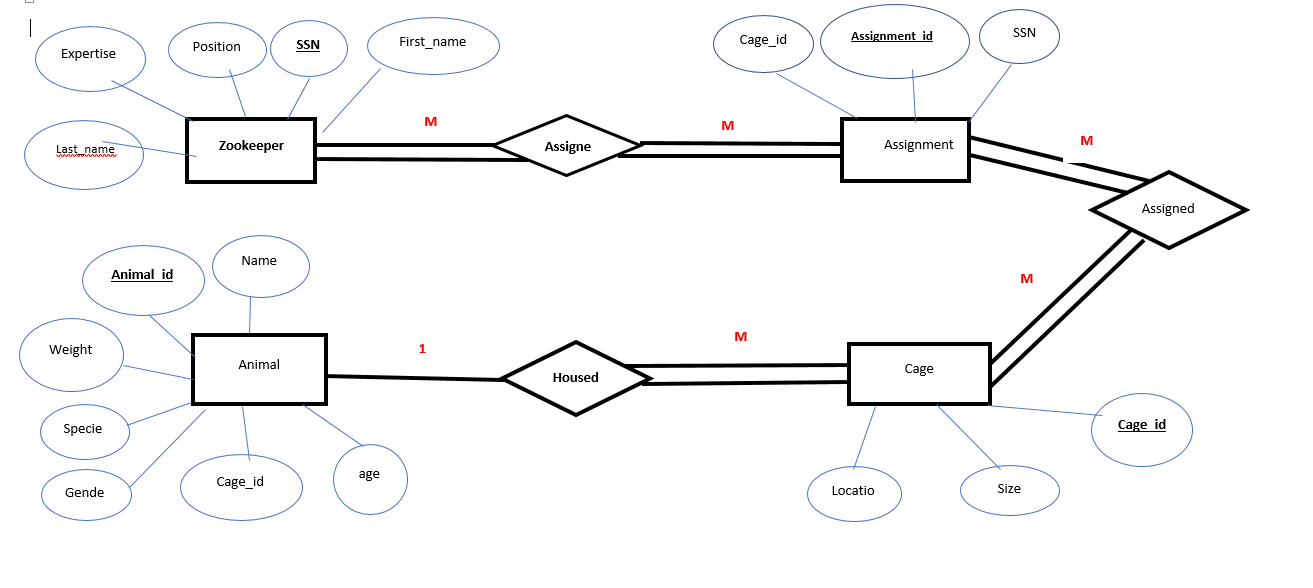 Expertise
Position
SSN
First_name
Cage_id
Assignment_id
SSN
Last_name
Zookeeper
M
Assigne
M
Assignment
M
Assigned
Animal_id
Name
M
Weight
Animal
1
Housed
M
Cage
Specie
Cage_id
Gende
Cage_id
age
Locatio
Size